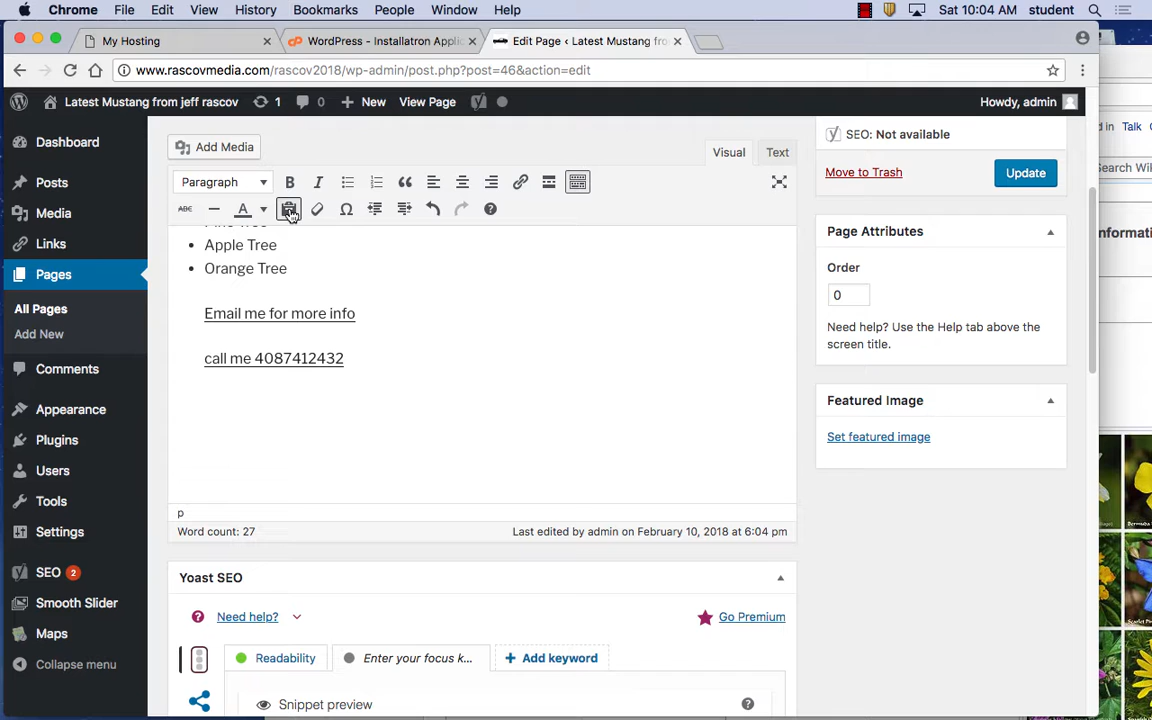 Chrome File Edit View History Bookmarks People Window Help Sat 10:04 AM student
My Hosting WordPress - Installatron Applic Edit Page ‹ Latest Mustang from
www.rascovmedia.com/rascov2018/wp-admin/post.php?post=46&action=edit
Latest Mustang from jeff rascov 1 0 New View Page Howdy, admin
Dashboard
Posts
Media
Links
Pages
All Pages
Add New
Comments
Appearance
Plugins
Users
Tools
Settings
SEO 2
Smooth Slider
Maps
Collapse menu
Add Media
Visual Text
Paragraph
ABC
Apple Tree
Orange Tree
Email me for more info
call me 4087412432
p
Word count: 27 Last edited by admin on February 10, 2018 at 6:04 pm
Yoast SEO
Need help? Go Premium
Readability Enter your focus k... Add keyword
Snippet preview
SEO: Not available
Move to Trash Update
Page Attributes
Order
0
Need help? Use the Help tab above the
screen title.
Featured Image
Set featured image
d in Talk
Search Wiki